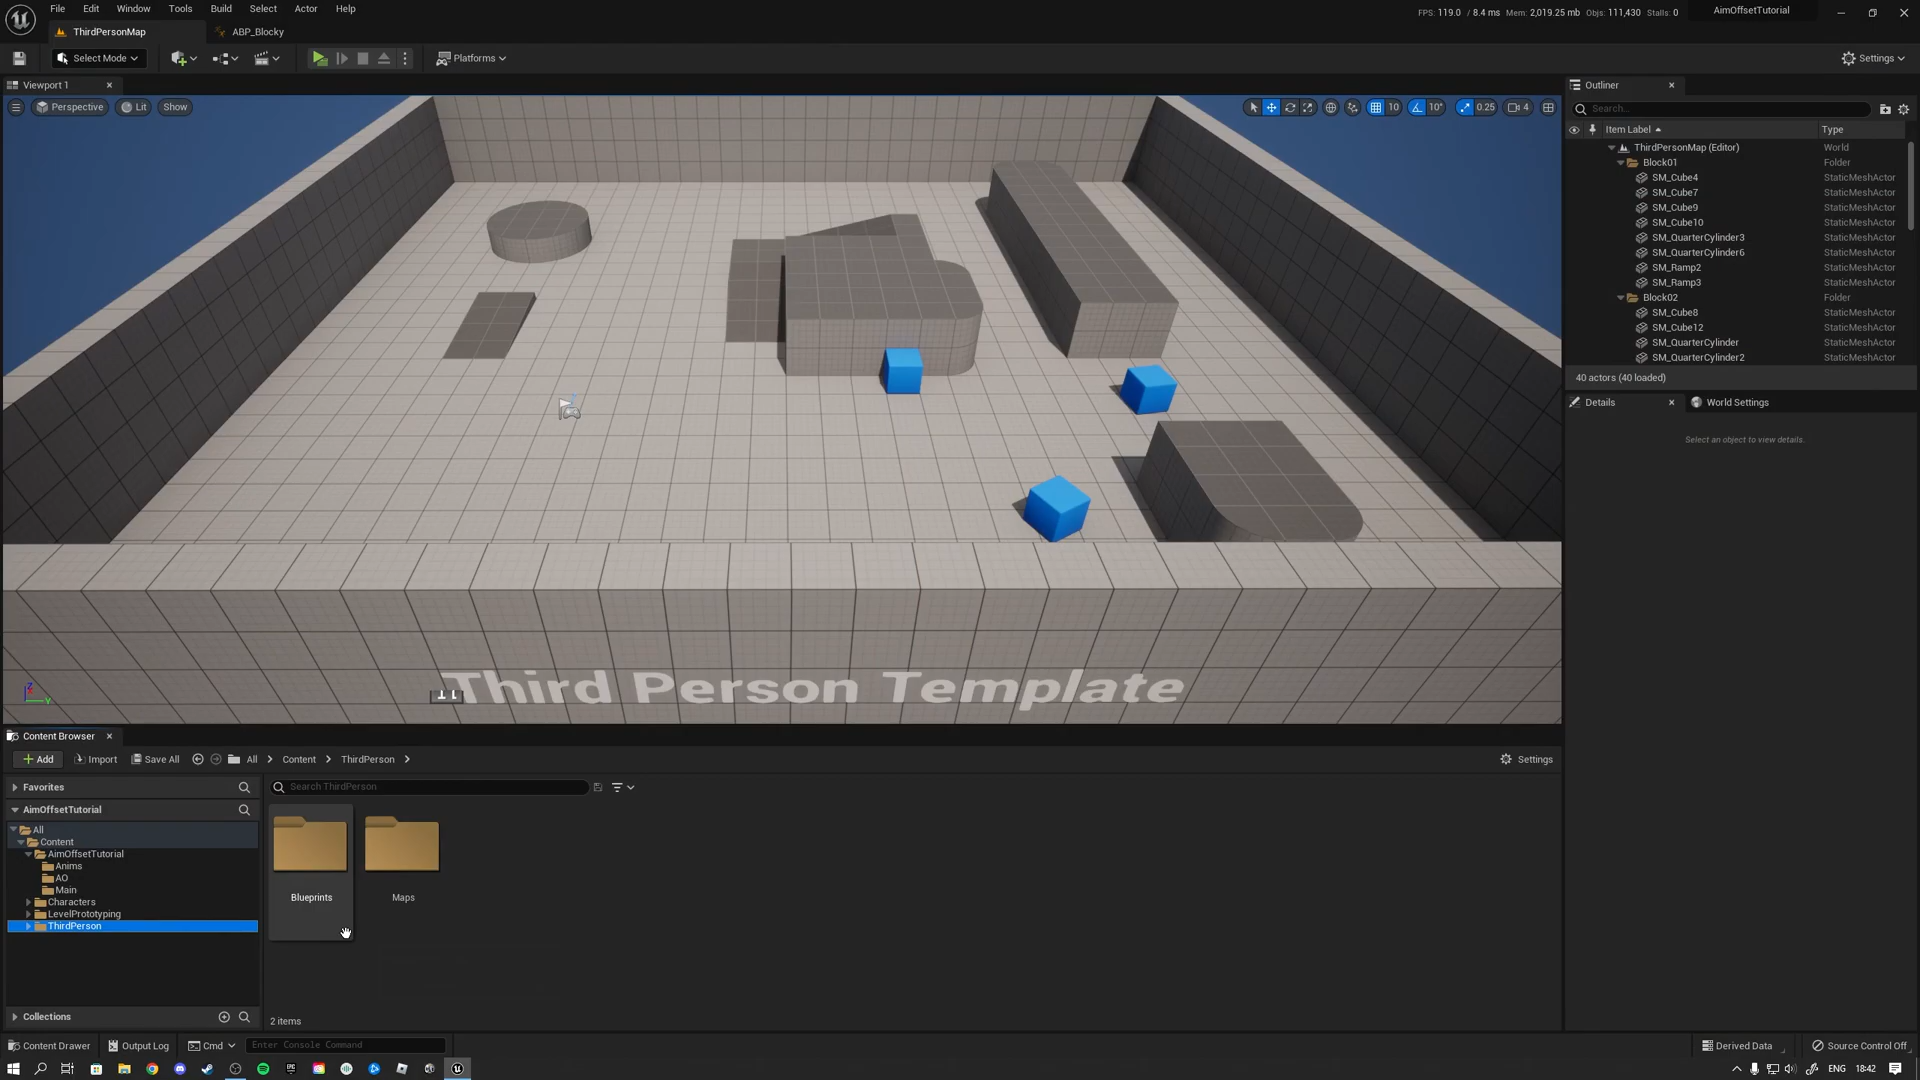 File Edit Window Tools Build Select Actor Help
FPS: 119.0 / 8.4 ms Mem: 2,019.25 mb Objs: 111,430 Stalls: 0
AimOffsetTutorial
ThirdPersonMap
ABP_Blocky
Select Mode
Platforms
Settings
Viewport 1
Perspective Lit Show
10 10° 0.25 4
Third Person Template
Outliner
Search...
Item Label Type
ThirdPersonMap (Editor) World
Block01 Folder
SM_Cube4 StaticMeshActor
SM_Cube7 StaticMeshActor
SM_Cube9 StaticMeshActor
SM_Cube10 StaticMeshActor
SM_QuarterCylinder3 StaticMeshActor
SM_QuarterCylinder6 StaticMeshActor
SM_Ramp2 StaticMeshActor
SM_Ramp3 StaticMeshActor
Block02 Folder
SM_Cube8 StaticMeshActor
SM_Cube12 StaticMeshActor
SM_QuarterCylinder StaticMeshActor
SM_QuarterCylinder2 StaticMeshActor
40 actors (40 loaded)
Details World Settings
Select an object to view details.
Content Browser
Add Import Save All All Content ThirdPerson Settings
Favorites
AimOffsetTutorial
All
Content
AimOffsetTutorial
Anims
AO
Main
Characters
LevelPrototyping
ThirdPerson
Collections
Search ThirdPerson
Blueprints
Maps
2 items
Content Drawer Output Log Cmd Enter Console Command
Derived Data Source Control Off
ENG 18:42